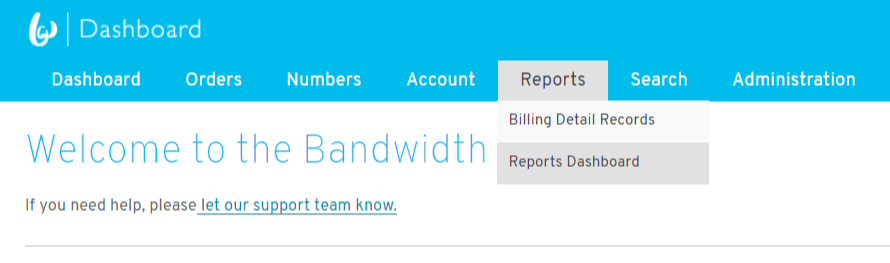 Dashboard
Dashboard Orders Numbers Account Reports Search Administration
Billing Detail Records
Reports Dashboard
Welcome to the Bandwidth
If you need help, please let our support team know.